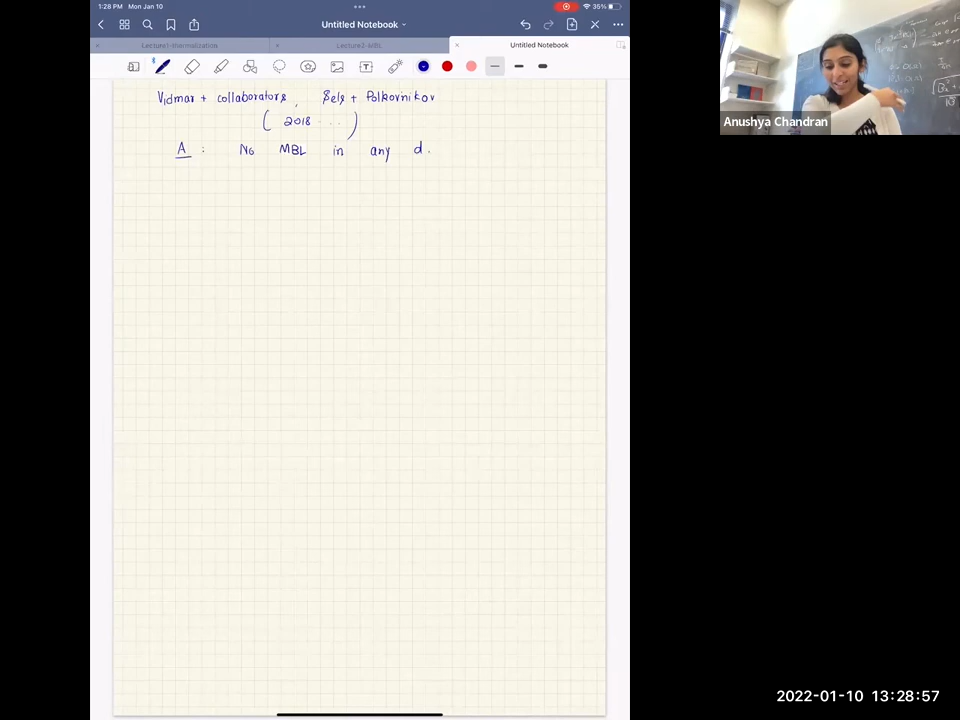 1:28 PM Mon Jan 10
35%
Untitled Notebook
Lecture1-thermalization
Lecture2-MBL
Untitled Notebook
Vidmar + collaborators, Sels + Polkovnikov
(2018 ...)
A : No MBL in any d.
Anushya Chandran
2022-01-10 13:28:57